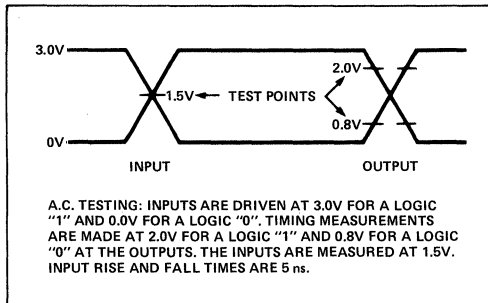 3.0V
2.0V
1.5V TEST POINTS
0.8V
0V
INPUT OUTPUT
A.C. TESTING: INPUTS ARE DRIVEN AT 3.0V FOR A LOGIC
"1" AND 0.0V FOR A LOGIC "0". TIMING MEASUREMENTS
ARE MADE AT 2.0V FOR A LOGIC "1" AND 0.8V FOR A LOGIC
"0" AT THE OUTPUTS. THE INPUTS ARE MEASURED AT 1.5V.
INPUT RISE AND FALL TIMES ARE 5 ns.